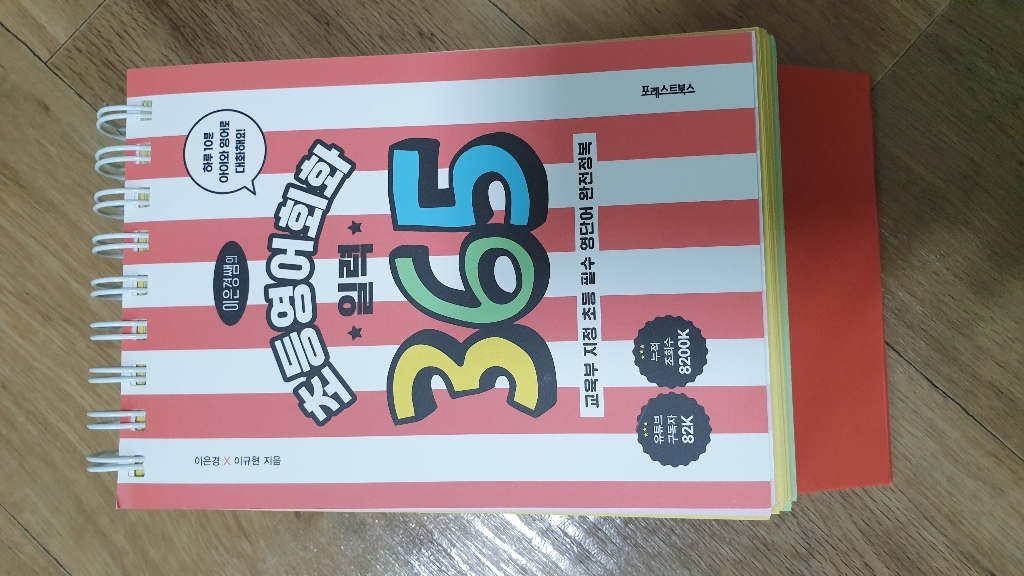 하루 10분
아이와 영어로
대화해요!
이은경쌤의
초등영어회화
일력
365
교육부 지정 초등 필수 영단어 완전정복
유튜브
구독자
82K
누적
조회수
8200K
이은경 X 이규현 지음
포레스트북스